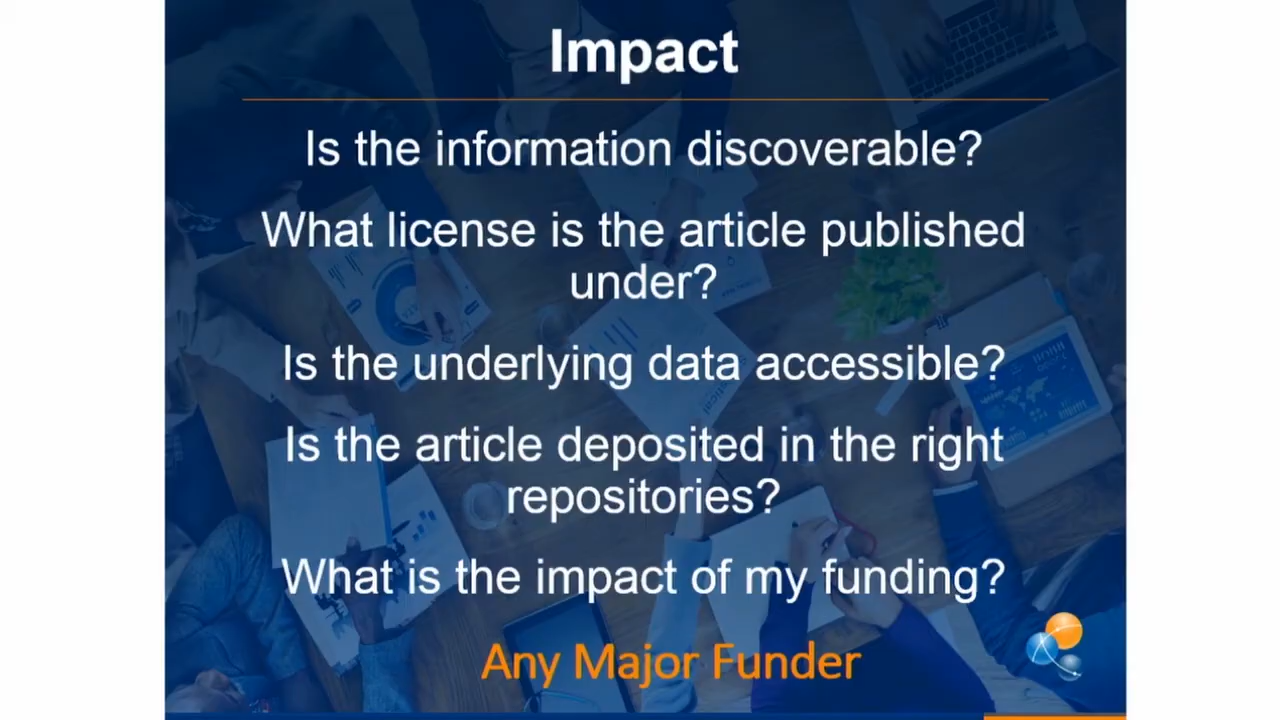 Impact
Is the information discoverable?
What license is the article published
under?
Is the underlying data accessible?
Is the article deposited in the right
repositories?
What is the impact of my funding?
Any Major Funder